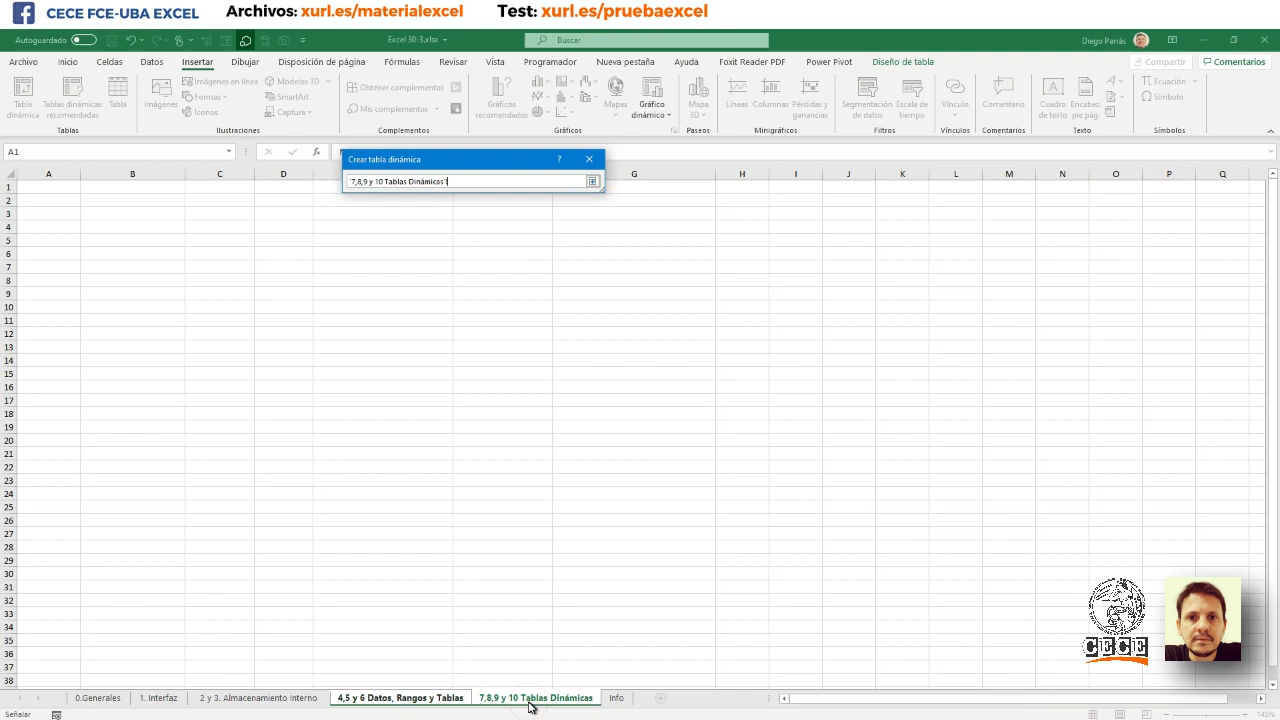 CECE FCE-UBA EXCEL
Archivos: xurl.es/materialexcel
Test: xurl.es/pruebaexcel
Autoguardado
Excel 30-3.xlsx
Buscar
Diego Parrás
Archivo Inicio Celdas Datos Insertar Dibujar Disposición de página Fórmulas Revisar Vista Programador Nueva pestaña Ayuda Foxit Reader PDF Power Pivot Diseño de tabla
Compartir
Comentarios
Tabla dinámica
Tablas dinámicas recomendadas
Tabla
Imágenes
Imágenes en línea
Formas
Iconos
Modelos 3D
SmartArt
Captura
Obtener complementos
Mis complementos
Gráficos recomendados
Mapas
Gráfico dinámico
Mapa 3D
Líneas
Columnas
Pérdidas y ganancias
Segmentación de datos
Escala de tiempo
Vínculo
Comentario
Cuadro de texto
Encabez. pie pág.
Ecuación
Símbolo
Tablas Ilustraciones Complementos Gráficos Paseos Minigráficos Filtros Vínculos Comentarios Texto Símbolos
A1
Crear tabla dinámica
'7,8,9 y 10 Tablas Dinámicas'!
A B C D G H I J K L M N O P Q
1
2
3
4
5
6
7
8
9
10
11
12
13
14
15
16
17
18
19
20
21
22
23
24
25
26
27
28
29
30
31
32
33
34
35
36
37
38
CECE
0.Generales 1. Interfaz 2 y 3. Almacenamiento Interno 4,5 y 6 Datos, Rangos y Tablas 7,8,9 y 10 Tablas Dinámicas Info
Señalar
145%